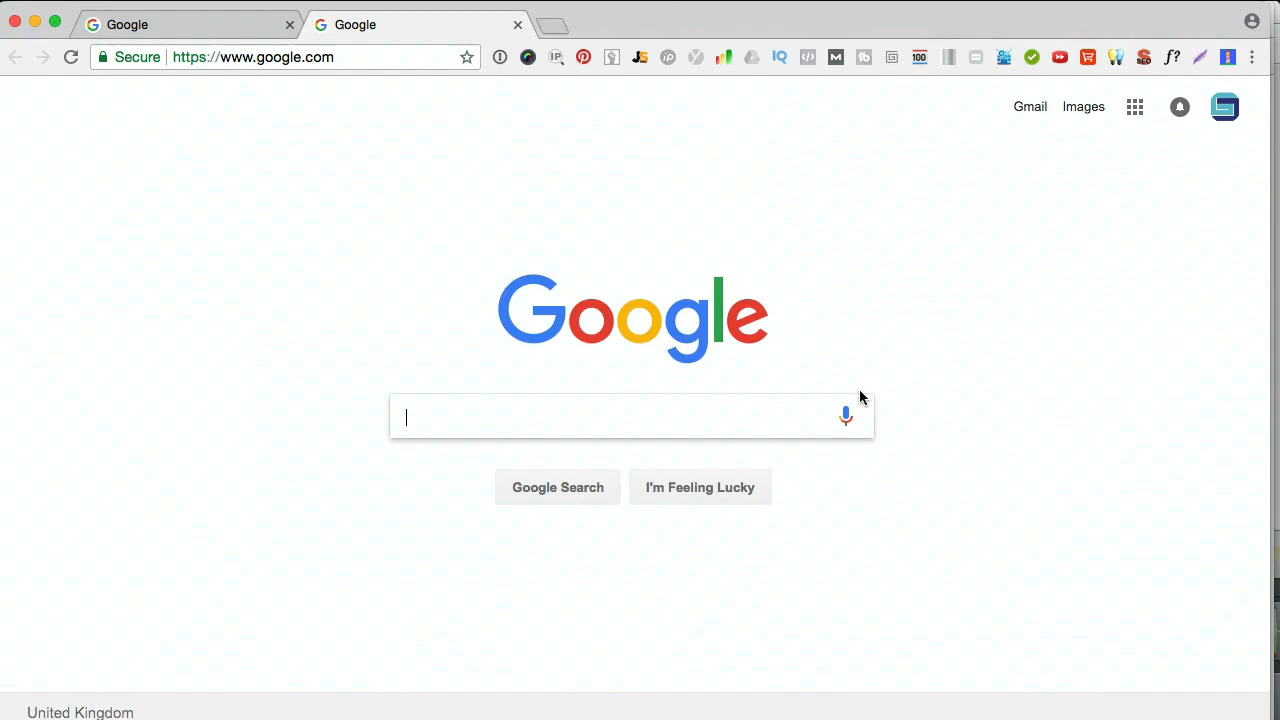 Google
Google
Secure https://www.google.com
Gmail Images
Google
Google Search
I'm Feeling Lucky
United Kingdom